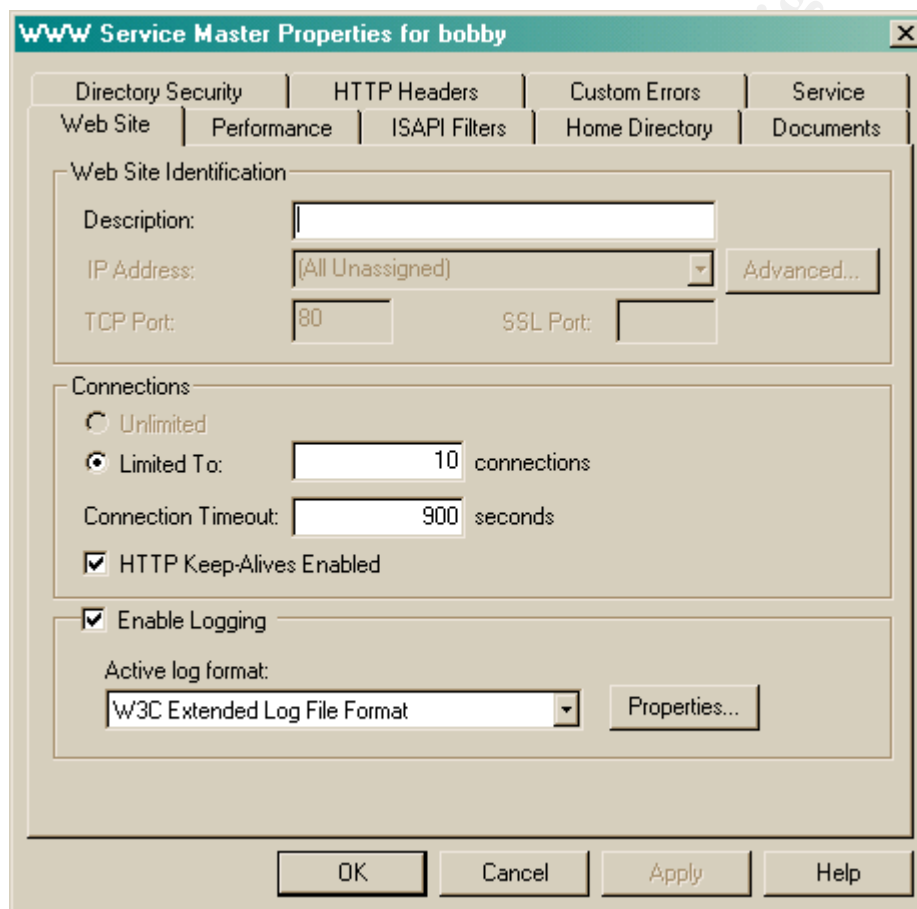 WWW Service Master Properties for bobby
Directory Security HTTP Headers Custom Errors Service
Web Site Performance ISAPI Filters Home Directory Documents
Web Site Identification
Description:
IP Address: (All Unassigned) Advanced...
TCP Port: 80 SSL Port:
Connections
Unlimited
Limited To: 10 connections
Connection Timeout: 900 seconds
HTTP Keep-Alives Enabled
Enable Logging
Active log format:
W3C Extended Log File Format Properties...
OK Cancel Apply Help